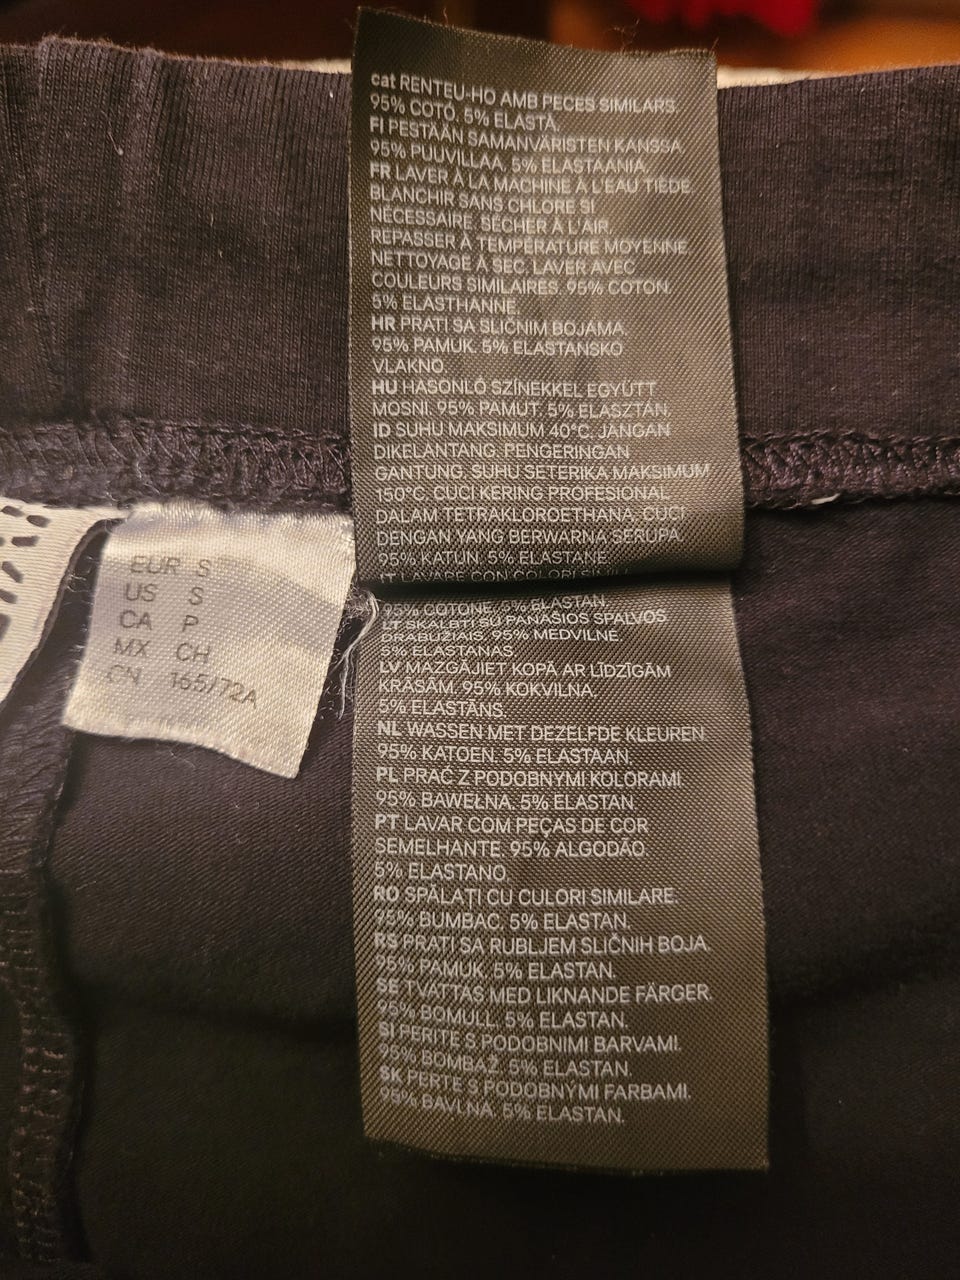 cat RENTEU-HO AMB PECES SIMILARS.
95% COTÓ. 5% ELASTÀ.
FI PESTÄÄN SAMANVÄRISTEN KANSSA.
95% PUUVILLAA. 5% ELASTAANIA.
FR LAVER À LA MACHINE À L'EAU TIÈDE.
BLANCHIR SANS CHLORE SI
NÉCESSAIRE. SÉCHER À L'AIR.
REPASSER À TEMPÉRATURE MOYENNE.
NETTOYAGE À SEC. LAVER AVEC
COULEURS SIMILAIRES. 95% COTON.
5% ELASTHANNE.
HR PRATI SA SLIČNIM BOJAMA.
95% PAMUK. 5% ELASTANSKO
VLAKNO.
HU HASONLÓ SZÍNEKKEL EGYÜTT
MOSNI. 95% PAMUT. 5% ELASZTÁN.
ID SUHU MAKSIMUM 40°C. JANGAN
DIKELANTANG. PENGERINGAN
GANTUNG. SUHU SETERIKA MAKSIMUM
150°C. CUCI KERING PROFESIONAL
DALAM TETRAKLOROETHANA. CUCI
DENGAN YANG BERWARNA SERUPA.
95% KATUN. 5% ELASTANE.
IT LAVARE CON COLORI SIMILI
95% COTONE. 5% ELASTAN.
LT SKALBTI SU PANAŠIOS SPALVOS
DRABUŽIAIS. 95% MEDVILNĖ.
5% ELASTANAS.
LV MAZGĀJIET KOPĀ AR LĪDZĪGĀM
KRĀSĀM. 95% KOKVILNA.
5% ELASTĀNS.
NL WASSEN MET DEZELFDE KLEUREN.
95% KATOEN. 5% ELASTAAN.
PL PRAĆ Z PODOBNYMI KOLORAMI.
95% BAWEŁNA. 5% ELASTAN.
PT LAVAR COM PEÇAS DE COR
SEMELHANTE. 95% ALGODÃO.
5% ELASTANO.
RO SPĂLAȚI CU CULORI SIMILARE.
95% BUMBAC. 5% ELASTAN.
RS PRATI SA RUBLJEM SLIČNIH BOJA.
95% PAMUK. 5% ELASTAN.
SE TVÄTTAS MED LIKNANDE FÄRGER.
95% BOMULL. 5% ELASTAN.
SI PERITE S PODOBNIMI BARVAMI.
95% BOMBAŽ. 5% ELASTAN.
SK PERTE S PODOBNÝMI FARBAMI.
95% BAVLNA. 5% ELASTAN.
EUR S
US S
CA P
MX CH
CN 165/72A